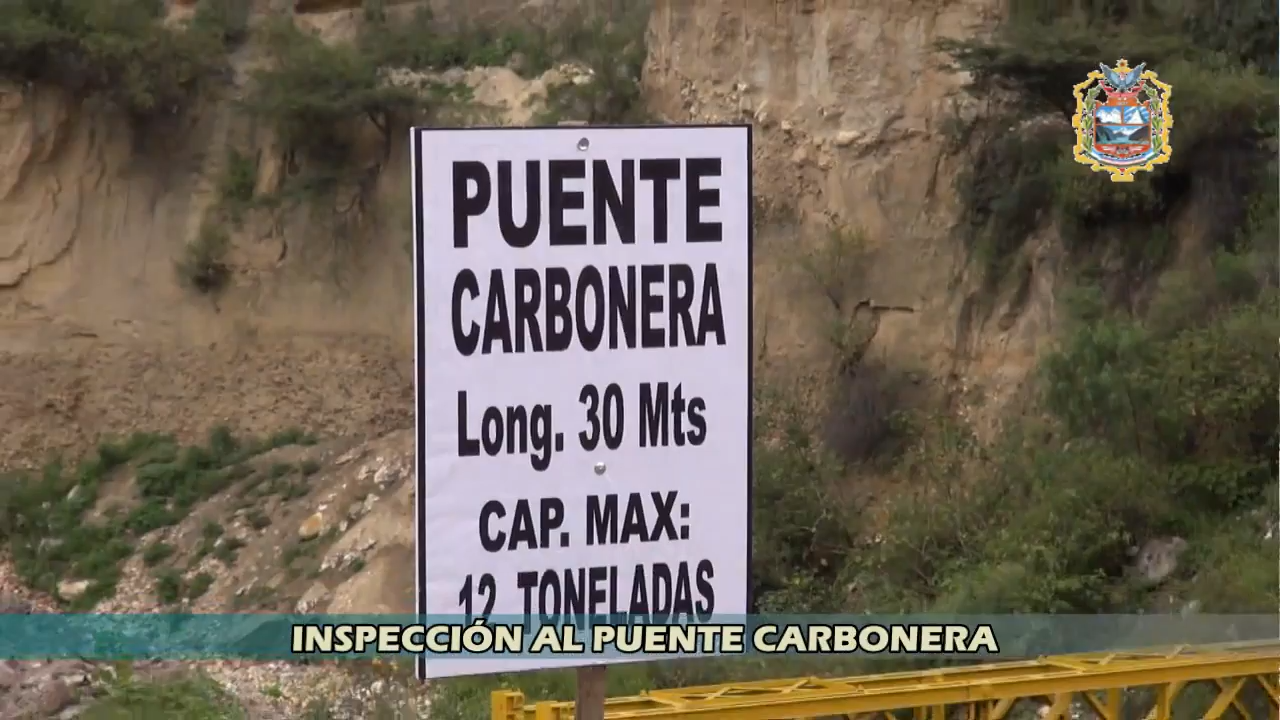 PUENTE
CARBONERA
Long. 30 Mts
CAP. MAX:
12 TONELADAS
INSPECCIÓN AL PUENTE CARBONERA